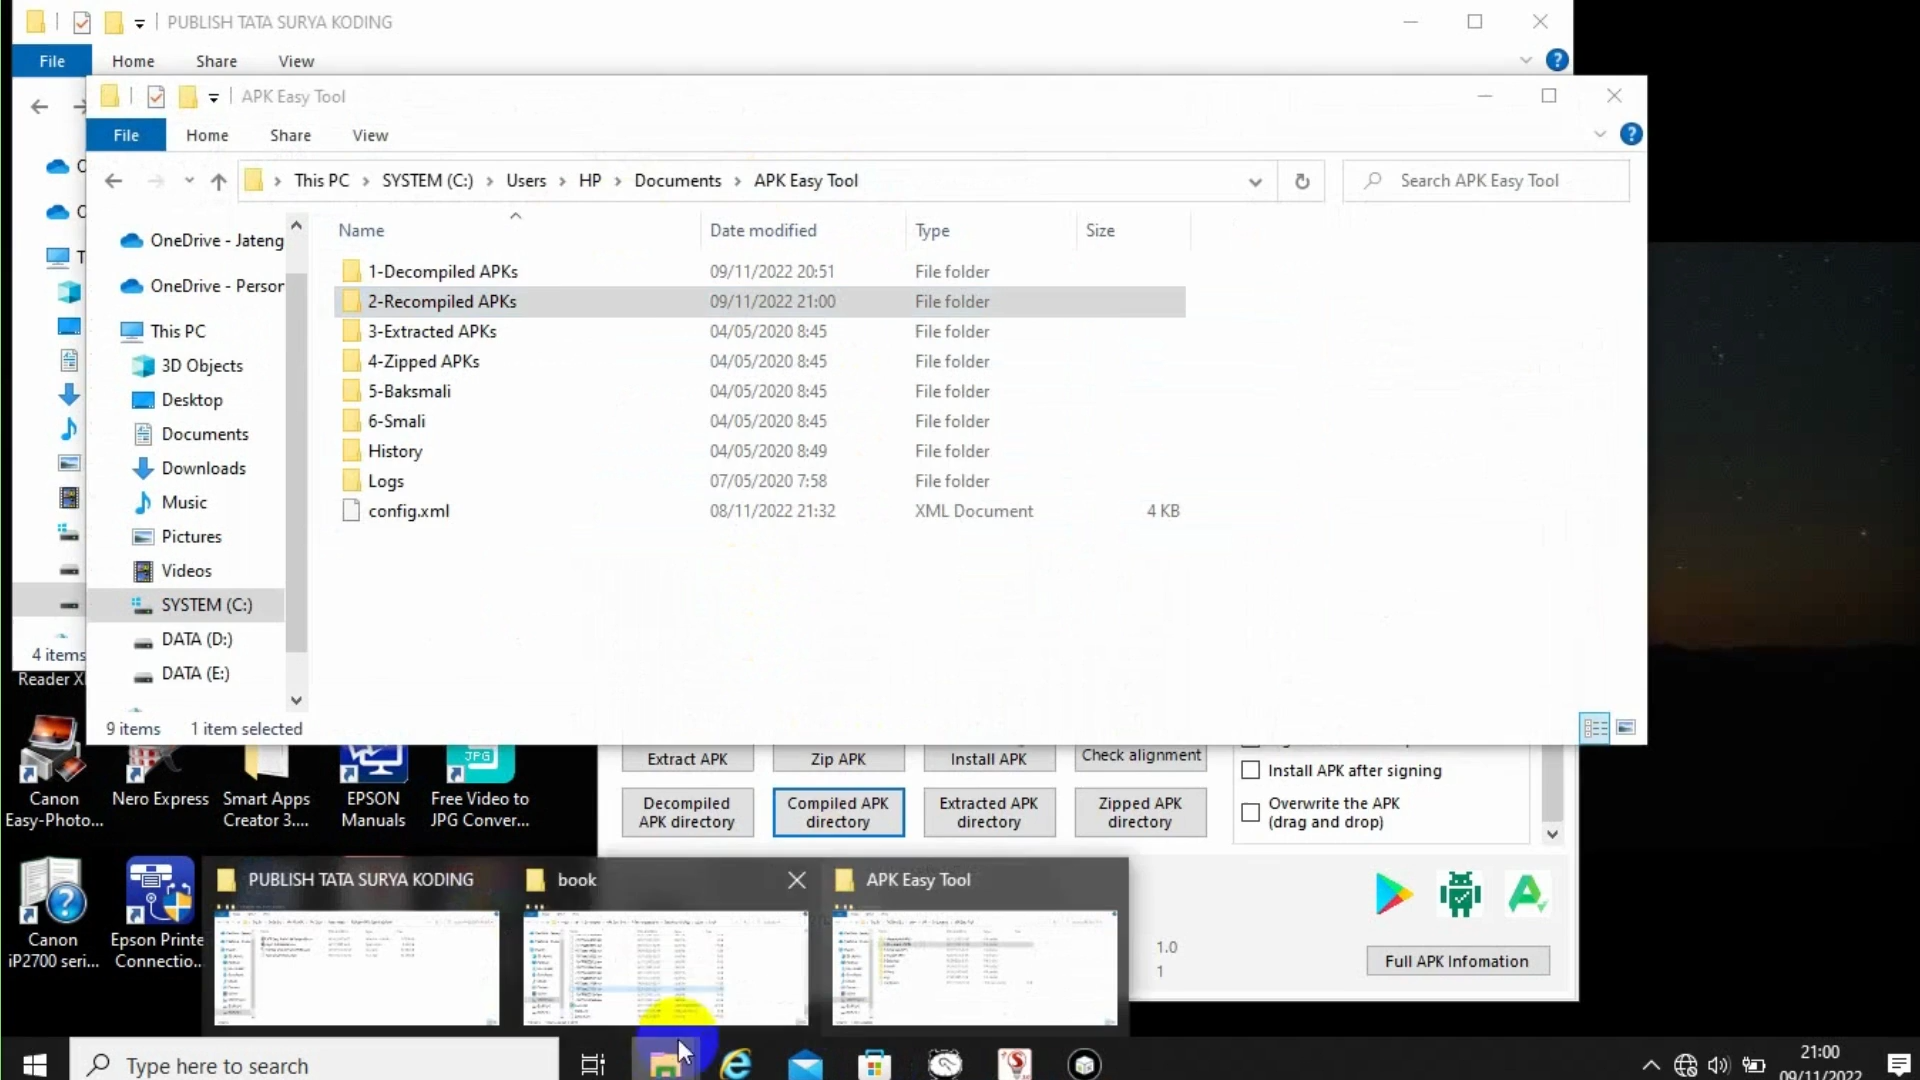 PUBLISH TATA SURYA KODING
File Home Share View
APK Easy Tool
File Home Share View
This PC SYSTEM (C:) Users HP Documents APK Easy Tool
Search APK Easy Tool
Name Date modified Type Size
OneDrive - Jateng
OneDrive - Person
This PC
3D Objects
Desktop
Documents
Downloads
Music
Pictures
Videos
SYSTEM (C:)
DATA (D:)
DATA (E:)
1-Decompiled APKs 09/11/2022 20:51 File folder
2-Recompiled APKs 09/11/2022 21:00 File folder
3-Extracted APKs 04/05/2020 8:45 File folder
4-Zipped APKs 04/05/2020 8:45 File folder
5-Baksmali 04/05/2020 8:45 File folder
6-Smali 04/05/2020 8:45 File folder
History 04/05/2020 8:49 File folder
Logs 07/05/2020 7:58 File folder
config.xml 08/11/2022 21:32 XML Document 4 KB
4 items
9 items 1 item selected
Reader X
Canon
Easy-Photo...
Nero Express
Smart Apps
Creator 3....
EPSON
Manuals
JPG
Free Video to
JPG Conver...
Canon
iP2700 seri...
Epson Printe
Connectio...
Extract APK Zip APK Install APK Check alignment
Install APK after signing
Decompiled
APK directory
Compiled APK
directory
Extracted APK
directory
Zipped APK
directory
Overwrite the APK
(drag and drop)
PUBLISH TATA SURYA KODING
book
APK Easy Tool
1.0
1
Full APK Infomation
Type here to search
21:00
09/11/2022